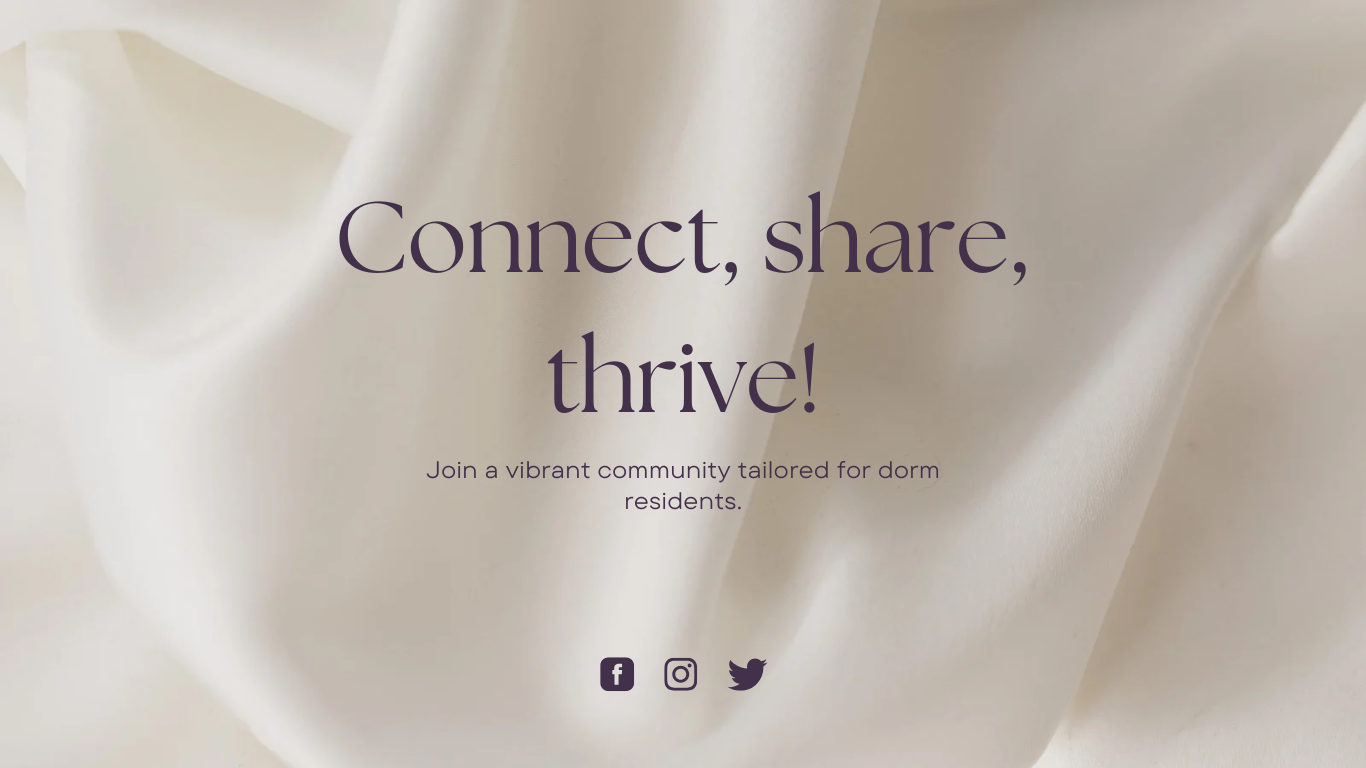 Connect, share,
thrive!
Join a vibrant community tailored for dorm
residents.